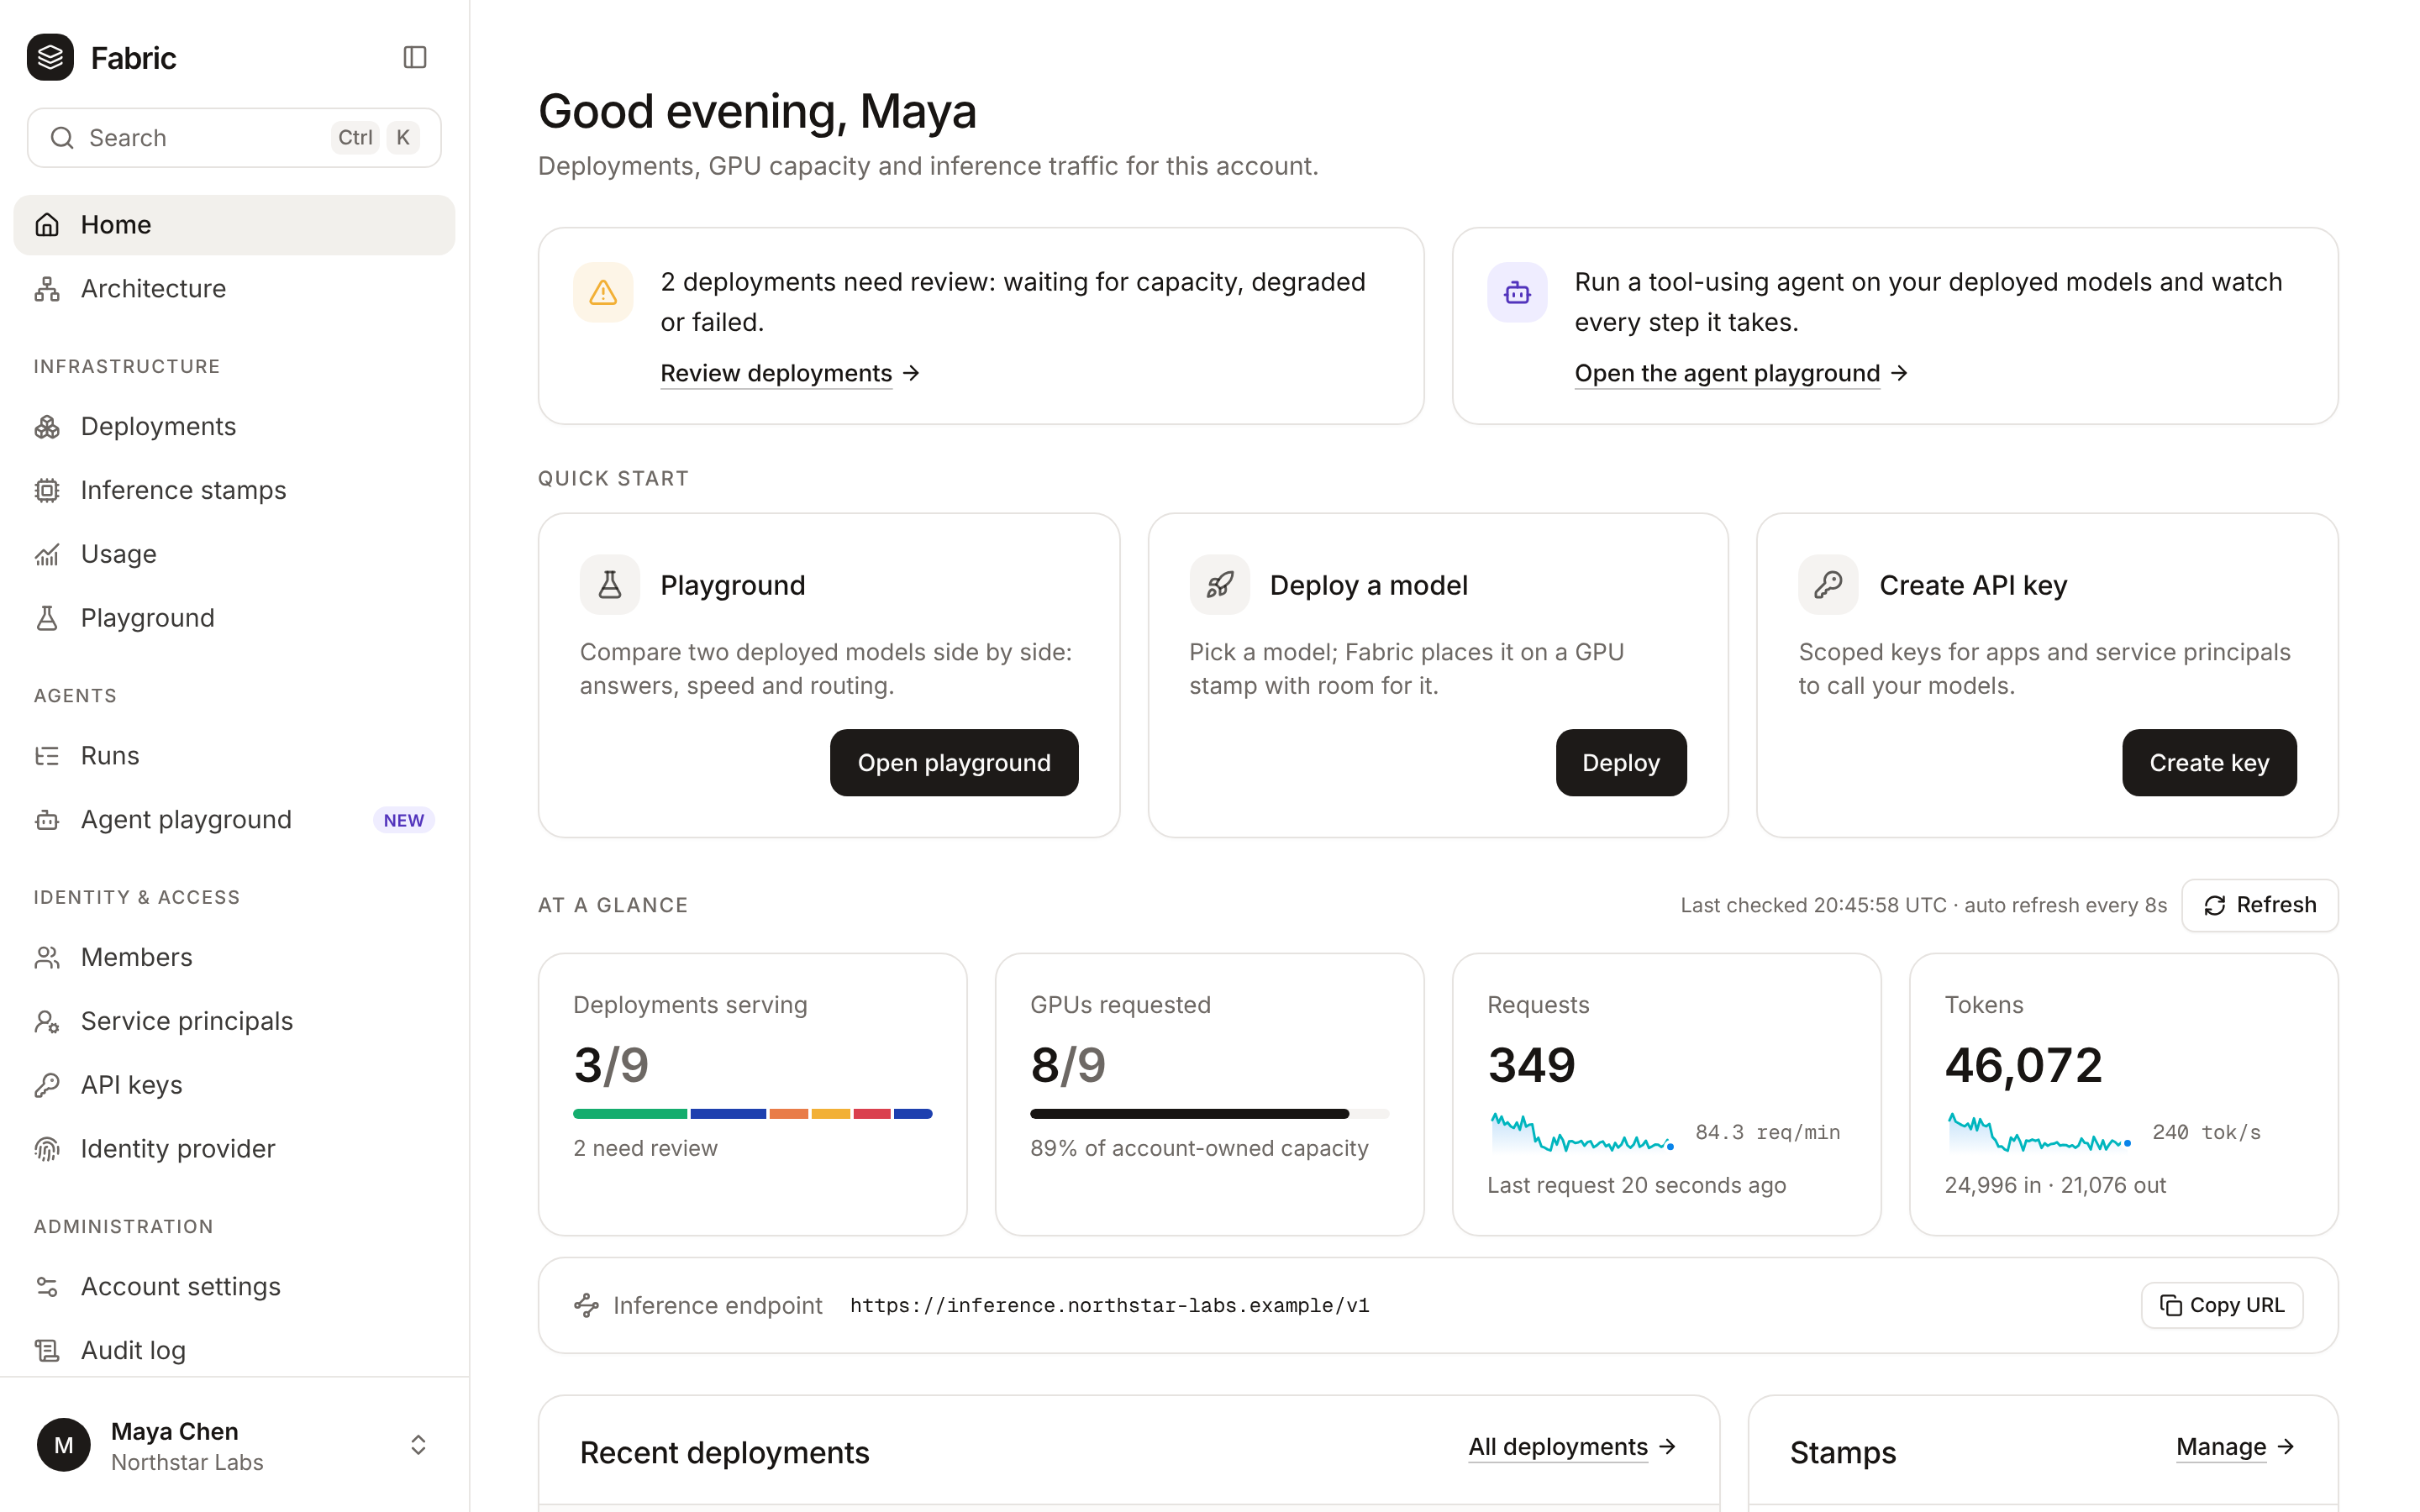 Fabric
Search Ctrl K
Home
Architecture
INFRASTRUCTURE
Deployments
Inference stamps
Usage
Playground
AGENTS
Runs
Agent playground NEW
IDENTITY & ACCESS
Members
Service principals
API keys
Identity provider
ADMINISTRATION
Account settings
Audit log
M
Maya Chen
Northstar Labs
Good evening, Maya
Deployments, GPU capacity and inference traffic for this account.
2 deployments need review: waiting for capacity, degraded
or failed.
Review deployments →
Run a tool-using agent on your deployed models and watch
every step it takes.
Open the agent playground →
QUICK START
Playground
Compare two deployed models side by side:
answers, speed and routing.
Open playground
Deploy a model
Pick a model; Fabric places it on a GPU
stamp with room for it.
Deploy
Create API key
Scoped keys for apps and service principals
to call your models.
Create key
AT A GLANCE
Last checked 20:45:58 UTC · auto refresh every 8s
Refresh
Deployments serving
3/9
2 need review
GPUs requested
8/9
89% of account-owned capacity
Requests
349
84.3 req/min
Last request 20 seconds ago
Tokens
46,072
240 tok/s
24,996 in · 21,076 out
Inference endpoint https://inference.northstar-labs.example/v1
Copy URL
Recent deployments
All deployments →
Stamps
Manage →